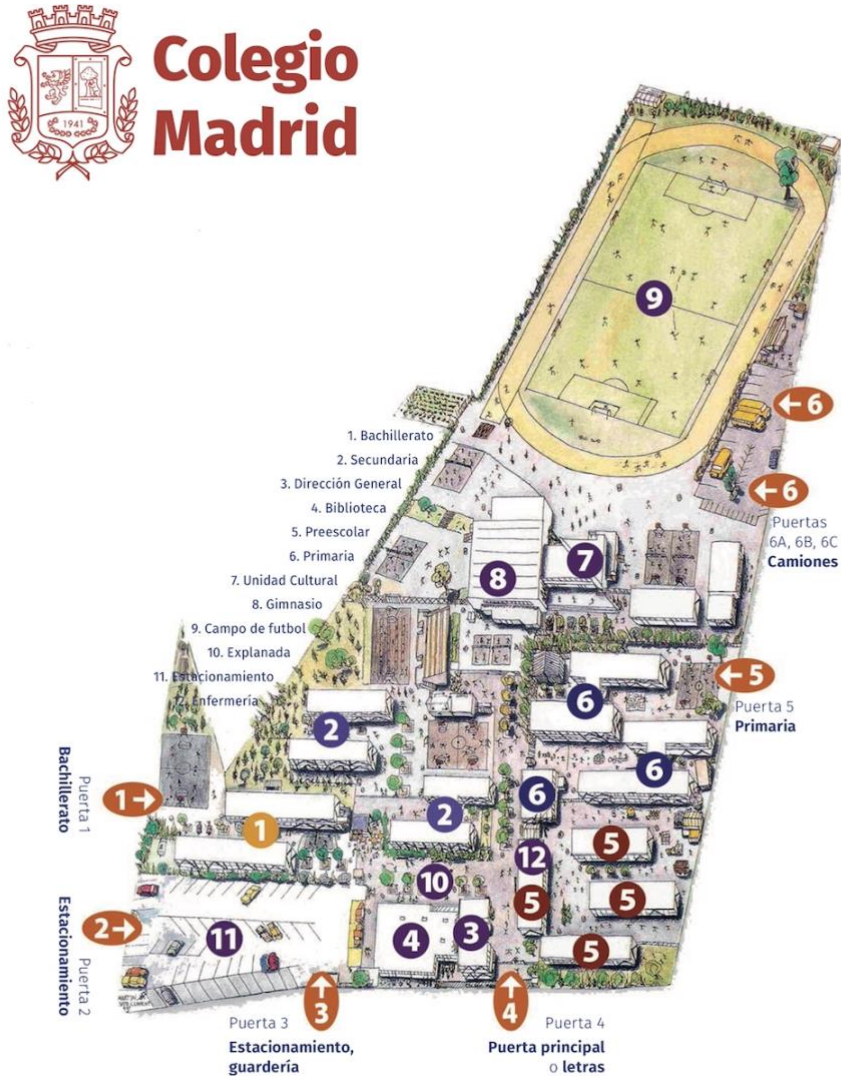 Colegio
Madrid
1941
9
←6
←6
1. Bachillerato
2. Secundaria
3. Dirección General
4. Biblioteca
5. Preescolar
6. Primaria
7. Unidad Cultural
8. Gimnasio
9. Campo de futbol
10. Explanada
11. Estacionamiento
12. Enfermería
Puertas
6A, 6B, 6C
Camiones
7
8
←5
Puerta 5
Primaria
6
6
6
2
2
Puerta 1
Bachillerato
1→
1
5
12
5
5
10
5
4
3
11
2→
Puerta 2
Estacionamiento
↑
3
↑
4
Puerta 3
Estacionamiento,
guardería
Puerta 4
Puerta principal
o letras